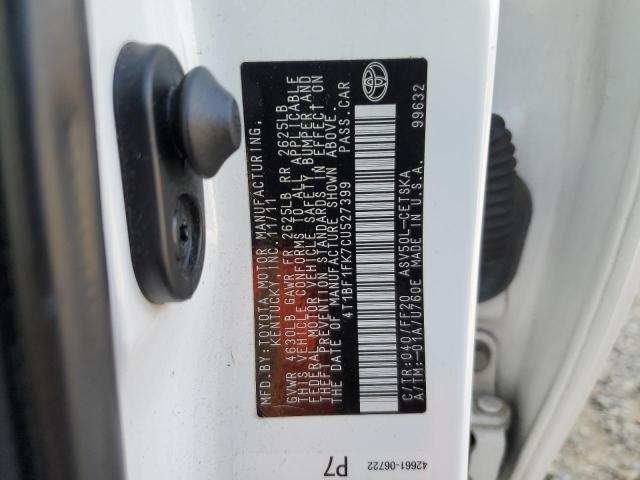 MFD.BY:TOYOTA MOTOR MANUFACTURING,
KENTUCKY,INC. 11/11
GVWR 4630LB GAWR FR 2625LB RR 2625LB
THIS VEHICLE CONFORMS TO ALL APPLICABLE
FEDERAL MOTOR VEHICLE SAFETY, BUMPER AND
THEFT PREVENTION STANDARDS IN EFFECT ON
THE DATE OF MANUFACTURE SHOWN ABOVE.
4T1BF1FK7CU527399 PASS.CAR
C/TR:040/FF20 ASV50L-CETSKA
A/TM:-01A/U760E MADE IN U.S.A. 99632
P7
42661-06722